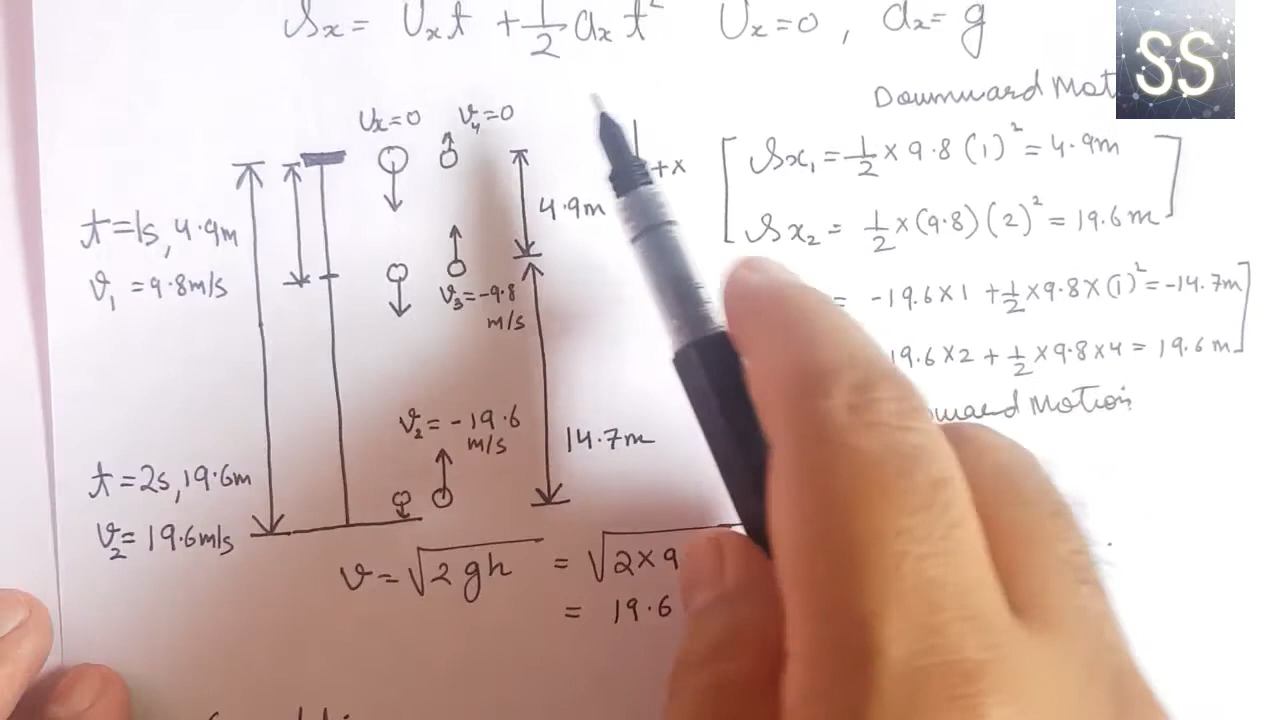 Sx = Uxt + 1/2 ax t² Ux=0, ax= g
SS
Downward Mot
Ux=0 v₄=0
+x
Sx₁ = 1/2 × 9.8 (1)² = 4.9m
t=1s, 4.9m
4.9m
Sx₂ = 1/2 × (9.8) (2)² = 19.6 m
v₁ = 9.8m/s
v₃=-9.8
m/s
= -19.6×1 + 1/2 × 9.8 × (1)² = -14.7m
19.6×2 + 1/2 × 9.8 × 4 = 19.6 m
ward Motion
v₂ = -19.6
m/s
14.7m
t=2s, 19.6m
v₂ = 19.6m/s
v = √2gh = √2×9
= 19.6